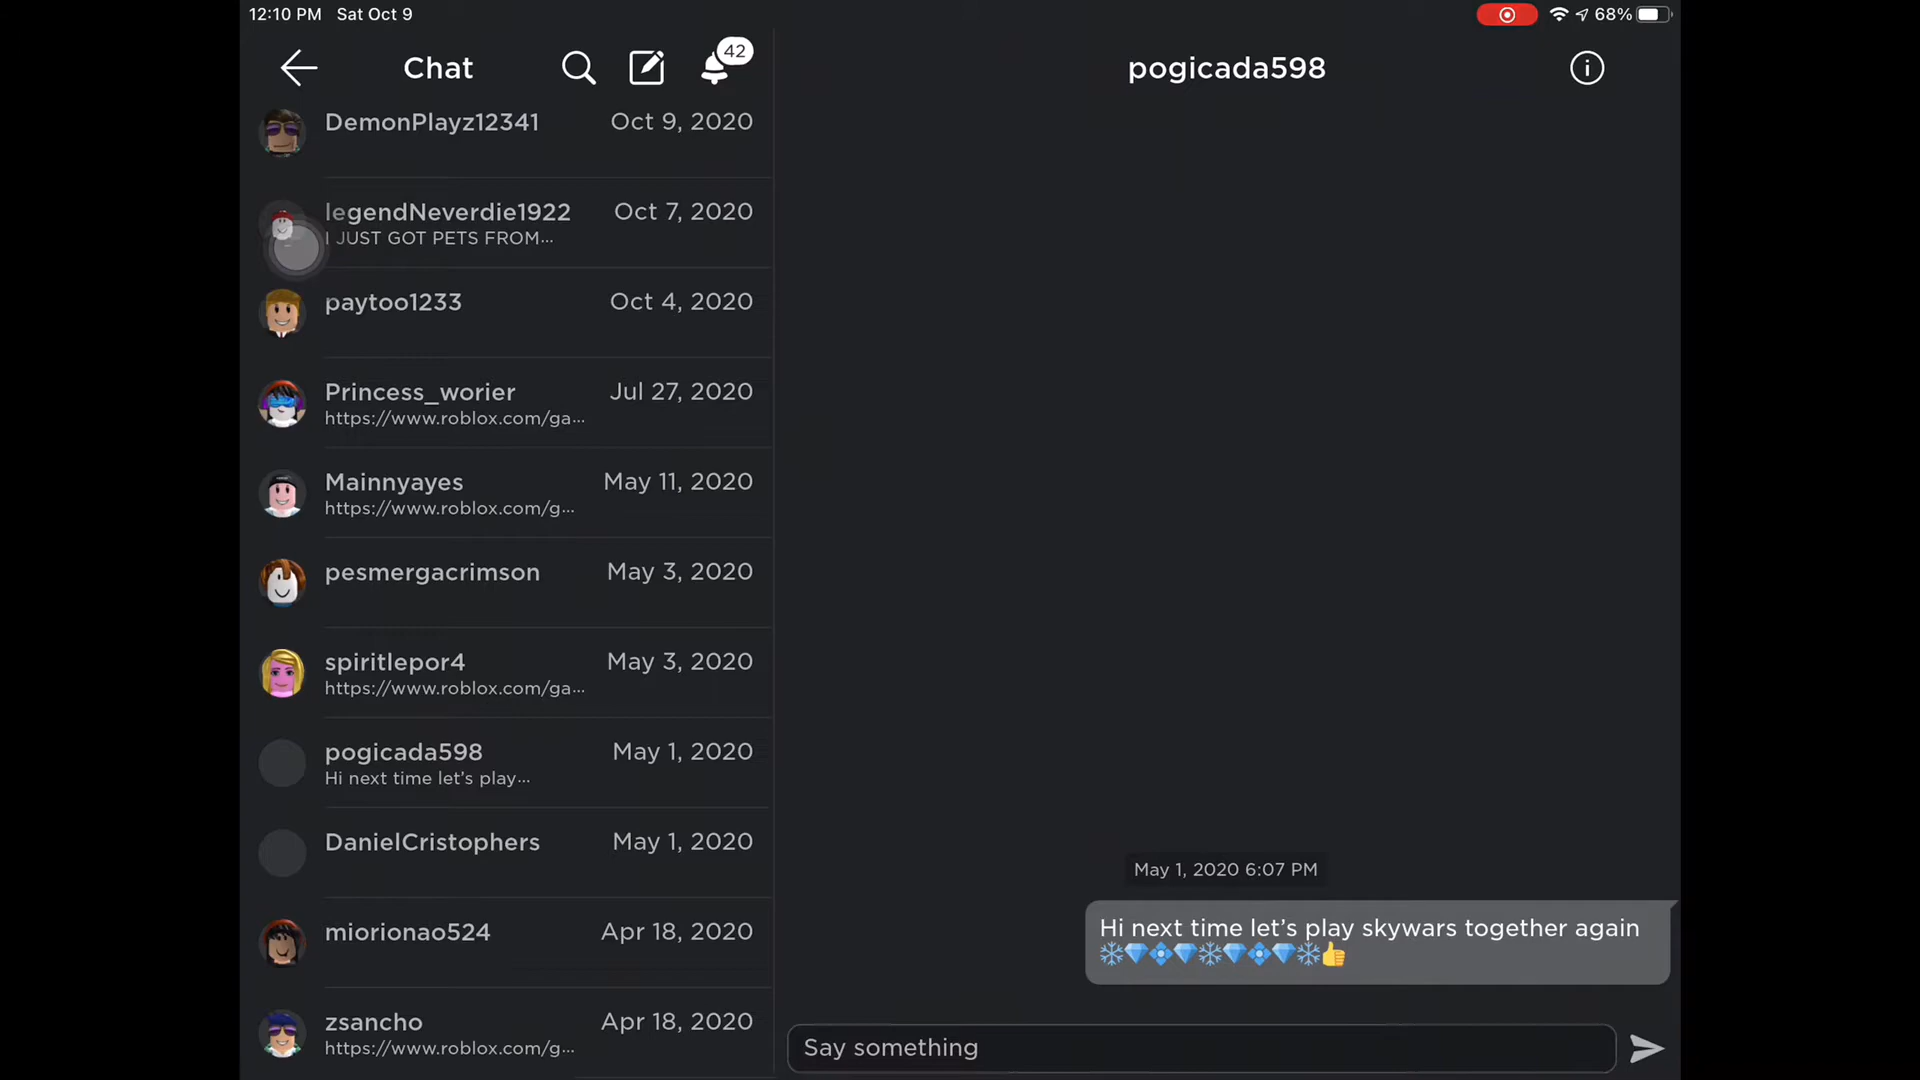 12:10 PM Sat Oct 9
68%
Chat
42
pogicada598
DemonPlayz12341 Oct 9, 2020
legendNeverdie1922 Oct 7, 2020
I JUST GOT PETS FROM...
paytoo1233 Oct 4, 2020
Princess_worier Jul 27, 2020
https://www.roblox.com/ga...
Mainnyayes May 11, 2020
https://www.roblox.com/g...
pesmergacrimson May 3, 2020
spiritlepor4 May 3, 2020
https://www.roblox.com/ga...
pogicada598 May 1, 2020
Hi next time let's play...
DanielCristophers May 1, 2020
miorionao524 Apr 18, 2020
zsancho Apr 18, 2020
https://www.roblox.com/g...
May 1, 2020 6:07 PM
Hi next time let's play skywars together again
❄️💎💠💎❄️💎💠💎❄️👍
Say something